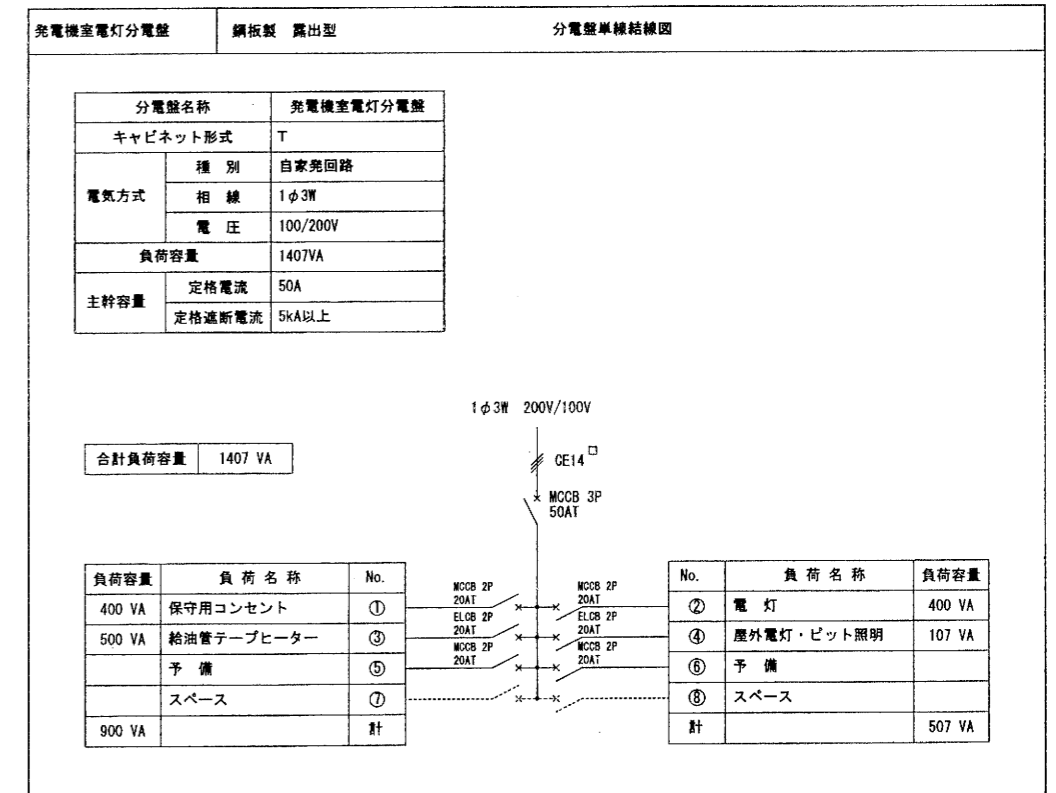 発電機室電灯分電盤 鋼板製 露出型 分電盤単線結線図
分電盤名称 発電機室電灯分電盤
キャビネット形式 T
電気方式 種別 自家発回路
相線 1φ3W
電圧 100/200V
負荷容量 1407VA
主幹容量 定格電流 50A
定格遮断電流 5kA以上
1φ3W 200V/100V
合計負荷容量 1407 VA
CE14□
MCCB 3P
50AT
負荷容量 負荷名称 No.
400 VA 保守用コンセント ①
500 VA 給油管テープヒーター ③
予備 ⑤
スペース ⑦
900 VA 計
MCCB 2P
20AT
ELCB 2P
20AT
MCCB 2P
20AT
MCCB 2P
20AT
ELCB 2P
20AT
MCCB 2P
20AT
No. 負荷名称 負荷容量
② 電灯 400 VA
④ 屋外電灯・ピット照明 107 VA
⑥ 予備
⑧ スペース
計 507 VA